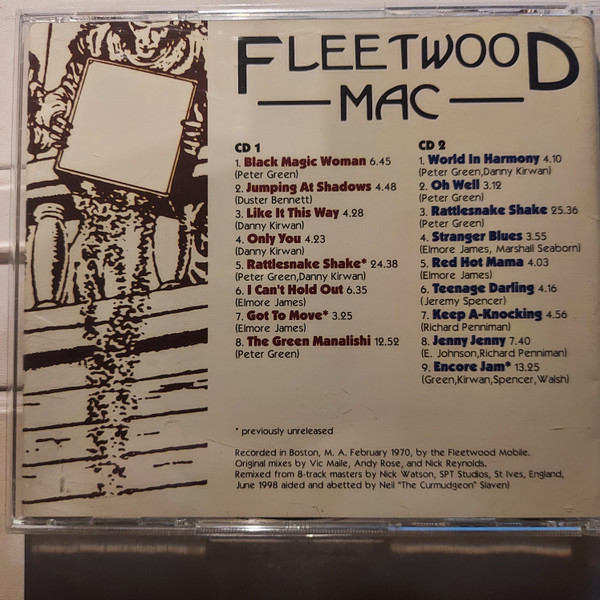 FLEETWOOD
MAC
CD 1
1. Black Magic Woman 6.45
(Peter Green)
2. Jumping At Shadows 4.48
(Duster Bennett)
3. Like It This Way 4.28
(Danny Kirwan)
4. Only You 4.23
(Danny Kirwan)
5. Rattlesnake Shake* 24.38
(Peter Green,Danny Kirwan)
6. I Can't Hold Out 6.35
(Elmore James)
7. Got To Move* 3.25
(Elmore James)
8. The Green Manalishi 12.52
(Peter Green)
CD 2
1. World In Harmony 4.10
(Peter Green,Danny Kirwan)
2. Oh Well 3.12
(Peter Green)
3. Rattlesnake Shake 25.36
(Peter Green)
4. Stranger Blues 3.55
(Elmore James, Marshall Seaborn)
5. Red Hot Mama 4.03
(Elmore James)
6. Teenage Darling 4.16
(Jeremy Spencer)
7. Keep A-Knocking 4.56
(Richard Penniman)
8. Jenny Jenny 7.40
(E. Johnson,Richard Penniman)
9. Encore Jam* 13.25
(Green,Kirwan,Spencer,Walsh)
* previously unreleased
Recorded in Boston, M. A. February 1970, by the Fleetwood Mobile.
Original mixes by Vic Maile, Andy Rose, and Nick Reynolds.
Remixed from 8-track masters by Nick Watson, SPT Studios, St Ives, England,
June 1998 aided and abetted by Neil "The Curmudgeon" Slaven)